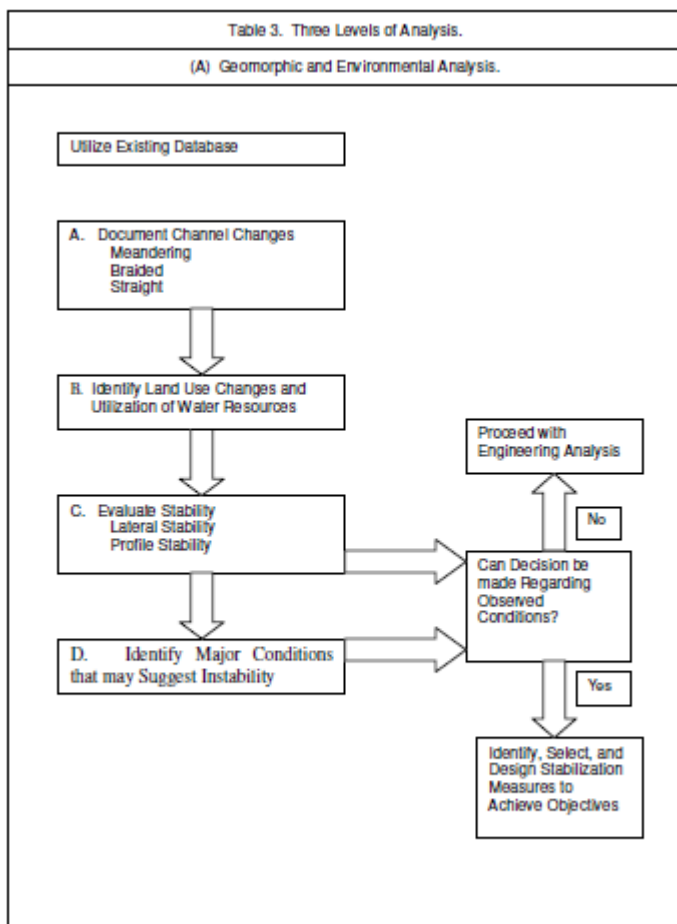 Table 3. Three Levels of Analysis.
(A) Geomorphic and Environmental Analysis.
Utilize Existing Database
A. Document Channel Changes
Meandering
Braided
Straight
B. Identify Land Use Changes and
Utilization of Water Resources
C. Evaluate Stability
Lateral Stability
Profile Stability
D. Identify Major Conditions
that may Suggest Instability
Proceed with
Engineering Analysis
No
Can Decision be
made Regarding
Observed
Conditions?
Yes
Identify, Select, and
Design Stabilization
Measures to
Achieve Objectives